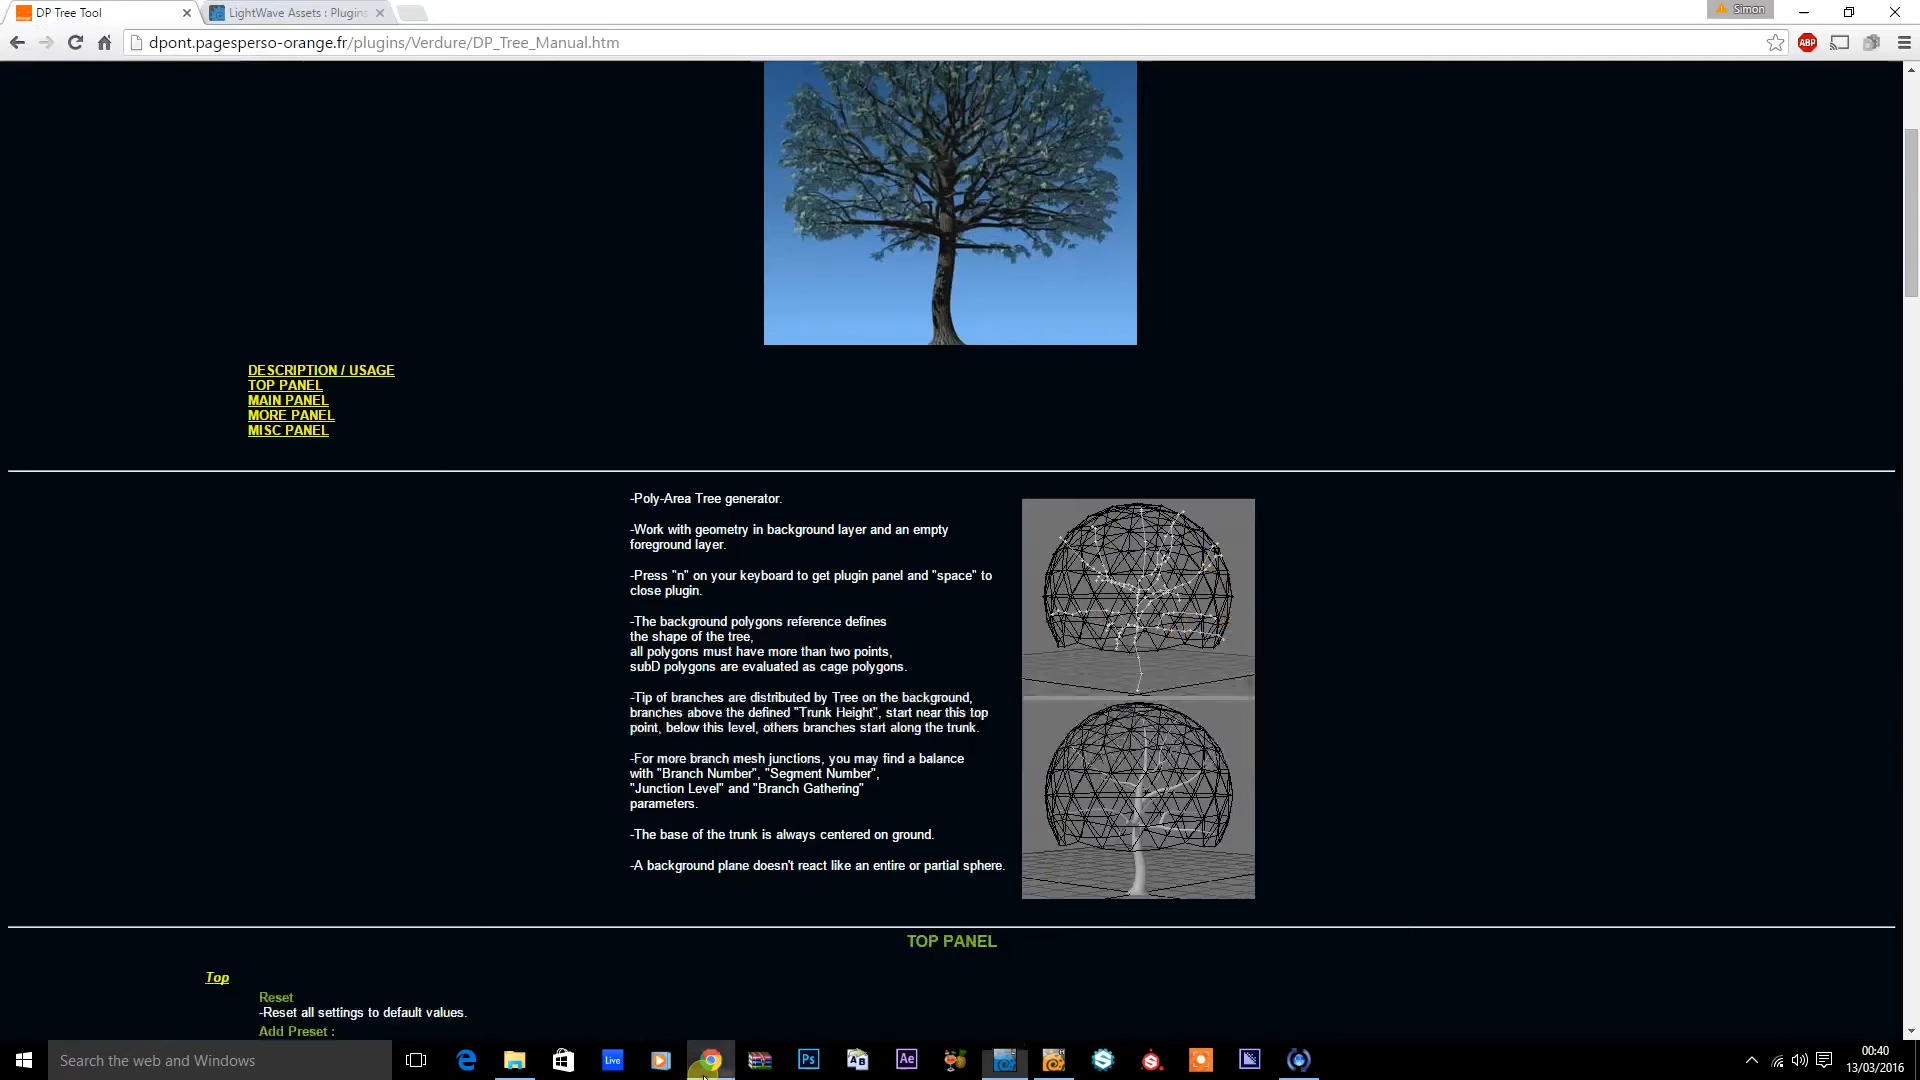 DP Tree Tool
LightWave Assets : Plugins
Simon
dpont.pagesperso-orange.fr/plugins/Verdure/DP_Tree_Manual.htm
ABP
DESCRIPTION / USAGE
TOP PANEL
MAIN PANEL
MORE PANEL
MISC PANEL
-Poly-Area Tree generator.
-Work with geometry in background layer and an empty
foreground layer.
-Press "n" on your keyboard to get plugin panel and "space" to
close plugin.
-The background polygons reference defines
the shape of the tree,
all polygons must have more than two points,
subD polygons are evaluated as cage polygons.
-Tip of branches are distributed by Tree on the background,
branches above the defined "Trunk Height", start near this top
point, below this level, others branches start along the trunk.
-For more branch mesh junctions, you may find a balance
with "Branch Number", "Segment Number",
"Junction Level" and "Branch Gathering"
parameters.
-The base of the trunk is always centered on ground.
-A background plane doesn't react like an entire or partial sphere.
TOP PANEL
Top
Reset
-Reset all settings to default values.
Add Preset :
Search the web and Windows
Live
Ps
Ae
00:40
13/03/2016